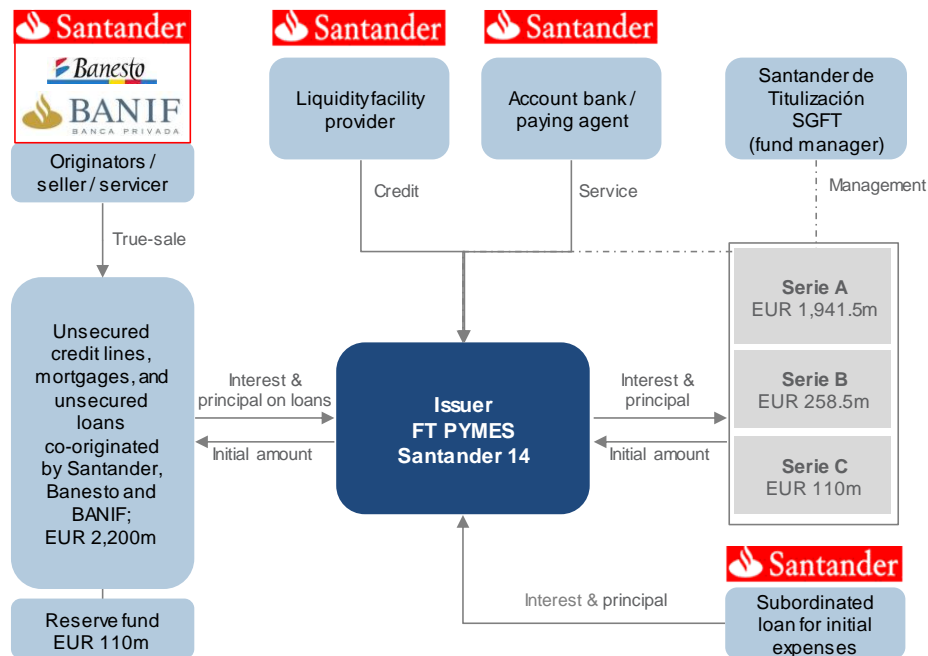 Santander
Banesto
BANIF
BANCA PRIVADA
Originators /
seller / servicer
Santander
Liquidity facility
provider
Santander
Account bank /
paying agent
Santander de
Titulización
SGFT
(fund manager)
Credit
Service
Management
True-sale
Unsecured
credit lines,
mortgages, and
unsecured
loans
co-originated
by Santander,
Banesto and
BANIF;
EUR 2,200m
Interest &
principal on loans
Initial amount
Issuer
FT PYMES
Santander 14
Interest &
principal
Initial amount
Serie A
EUR 1,941.5m
Serie B
EUR 258.5m
Serie C
EUR 110m
Reserve fund
EUR 110m
Interest & principal
Santander
Subordinated
loan for initial
expenses